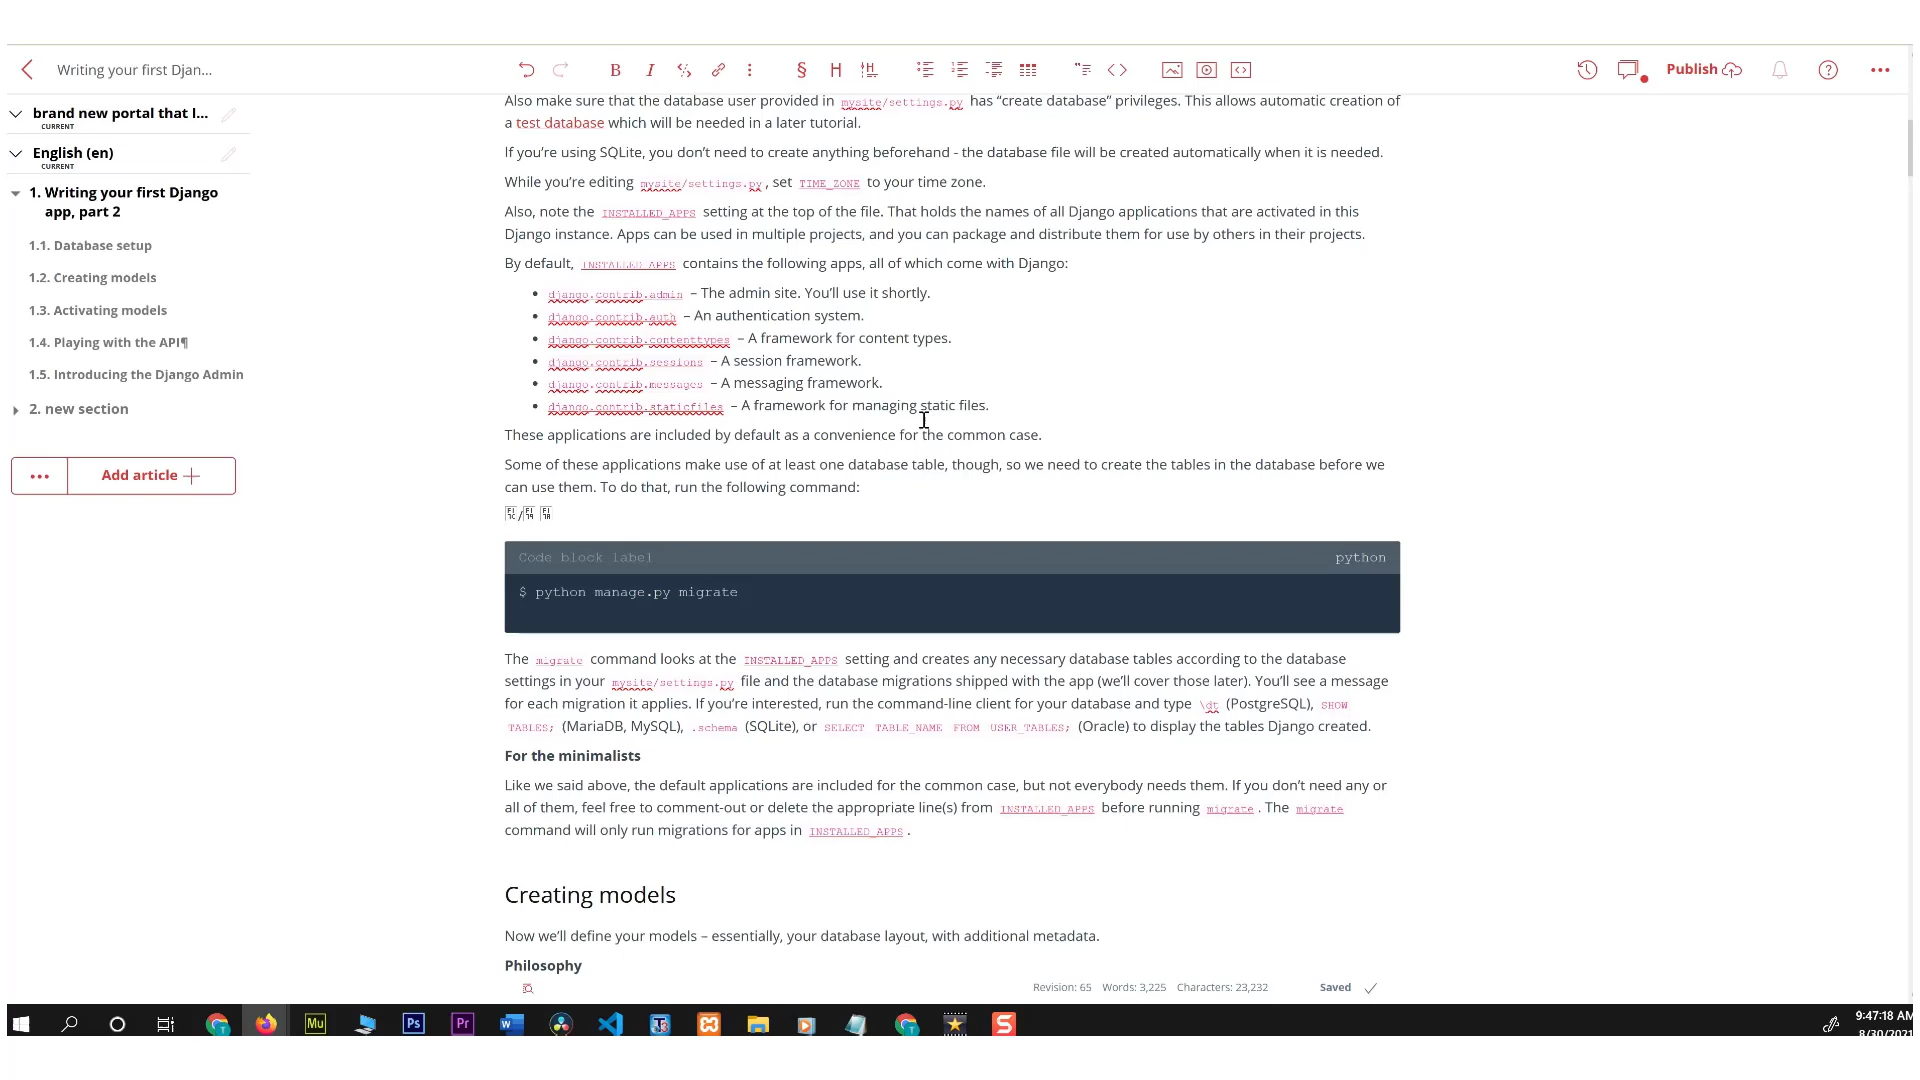 Writing your first Djan...
B
I
§
H
Publish
brand new portal that l...
CURRENT
English (en)
CURRENT
1. Writing your first Django
app, part 2
1.1. Database setup
1.2. Creating models
1.3. Activating models
1.4. Playing with the API¶
1.5. Introducing the Django Admin
2. new section
Add article
Also make sure that the database user provided in mysite/settings.py has “create database” privileges. This allows automatic creation of
a test database which will be needed in a later tutorial.
If you’re using SQLite, you don’t need to create anything beforehand - the database file will be created automatically when it is needed.
While you’re editing mysite/settings.py, set TIME_ZONE to your time zone.
Also, note the INSTALLED_APPS setting at the top of the file. That holds the names of all Django applications that are activated in this
Django instance. Apps can be used in multiple projects, and you can package and distribute them for use by others in their projects.
By default, INSTALLED_APPS contains the following apps, all of which come with Django:
• django.contrib.admin – The admin site. You’ll use it shortly.
• django.contrib.auth – An authentication system.
• django.contrib.contenttypes – A framework for content types.
• django.contrib.sessions – A session framework.
• django.contrib.messages – A messaging framework.
• django.contrib.staticfiles – A framework for managing static files.
These applications are included by default as a convenience for the common case.
Some of these applications make use of at least one database table, though, so we need to create the tables in the database before we
can use them. To do that, run the following command:
/
Code block label
python
$ python manage.py migrate
The migrate command looks at the INSTALLED_APPS setting and creates any necessary database tables according to the database
settings in your mysite/settings.py file and the database migrations shipped with the app (we’ll cover those later). You’ll see a message
for each migration it applies. If you’re interested, run the command-line client for your database and type \dt (PostgreSQL), SHOW
TABLES; (MariaDB, MySQL), .schema (SQLite), or SELECT TABLE_NAME FROM USER_TABLES; (Oracle) to display the tables Django created.
For the minimalists
Like we said above, the default applications are included for the common case, but not everybody needs them. If you don’t need any or
all of them, feel free to comment-out or delete the appropriate line(s) from INSTALLED_APPS before running migrate. The migrate
command will only run migrations for apps in INSTALLED_APPS.
Creating models
Now we’ll define your models – essentially, your database layout, with additional metadata.
Philosophy
Revision: 65 Words: 3,225 Characters: 23,232 Saved
Mu
Ps
Pr
W
S
9:47:18 AM
8/30/2021